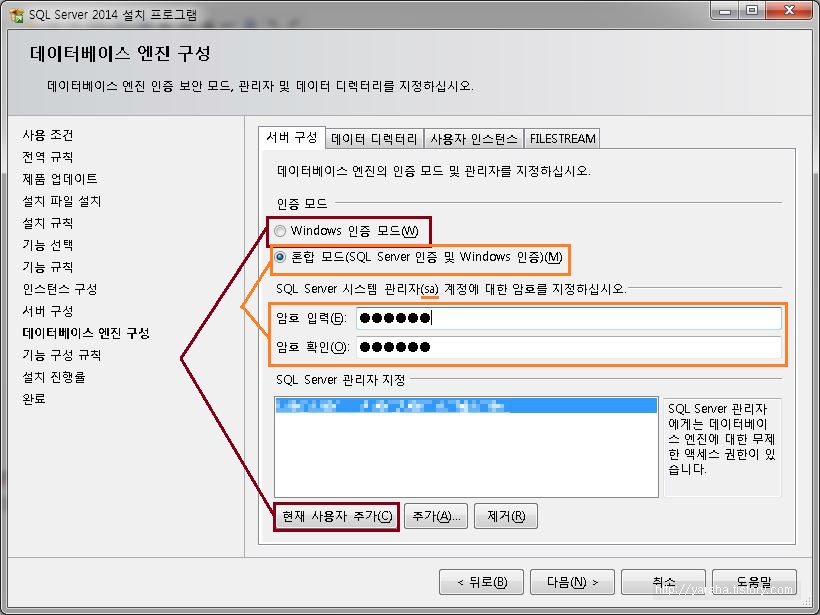 SQL Server 2014 설치 프로그램
데이터베이스 엔진 구성
데이터베이스 엔진 인증 보안 모드, 관리자 및 데이터 디렉터리를 지정하십시오.
사용 조건
전역 규칙
제품 업데이트
설치 파일 설치
설치 규칙
기능 선택
기능 규칙
인스턴스 구성
서버 구성
데이터베이스 엔진 구성
기능 구성 규칙
설치 진행률
완료
서버 구성 데이터 디렉터리 사용자 인스턴스 FILESTREAM
데이터베이스 엔진의 인증 모드 및 관리자를 지정하십시오.
인증 모드
Windows 인증 모드(W)
혼합 모드(SQL Server 인증 및 Windows 인증)(M)
SQL Server 시스템 관리자(sa) 계정에 대한 암호를 지정하십시오.
암호 입력(E): ●●●●●●
암호 확인(O): ●●●●●●
SQL Server 관리자 지정
SQL Server 관리자
에게는 데이터베이
스 엔진에 대한 무제
한 액세스 권한이 있
습니다.
현재 사용자 추가(C) 추가(A)... 제거(R)
< 뒤로(B) 다음(N) > 취소 도움말
http://yaraba.tistory.com